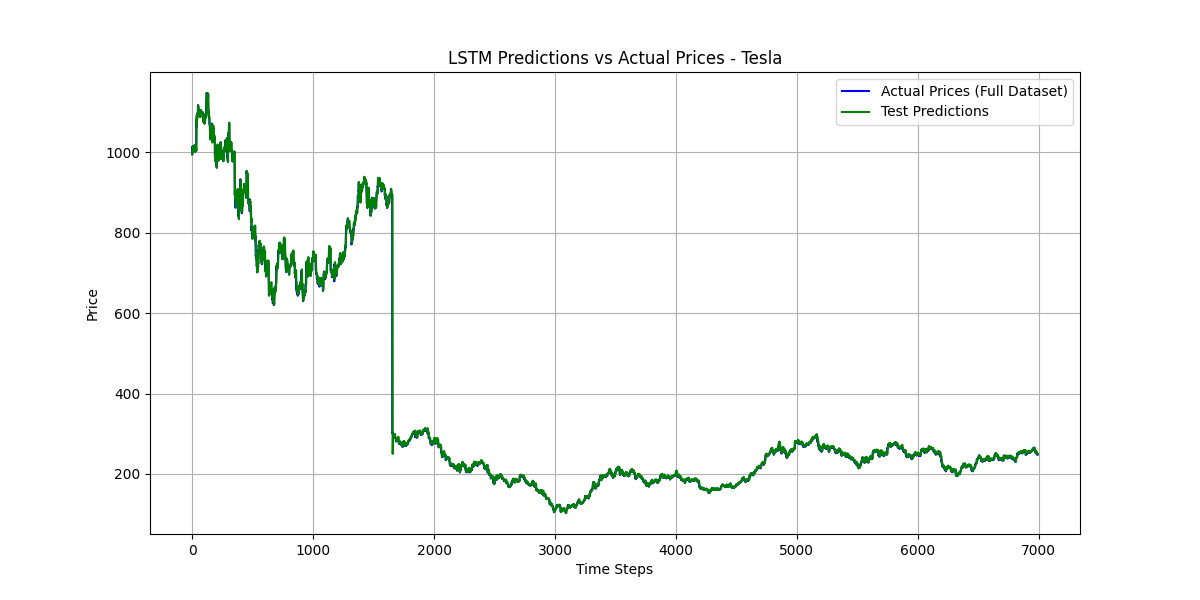 LSTM Predictions vs Actual Prices - Tesla
Actual Prices (Full Dataset)
Test Predictions
Price
1000
800
600
400
200
0 1000 2000 3000 4000 5000 6000 7000
Time Steps